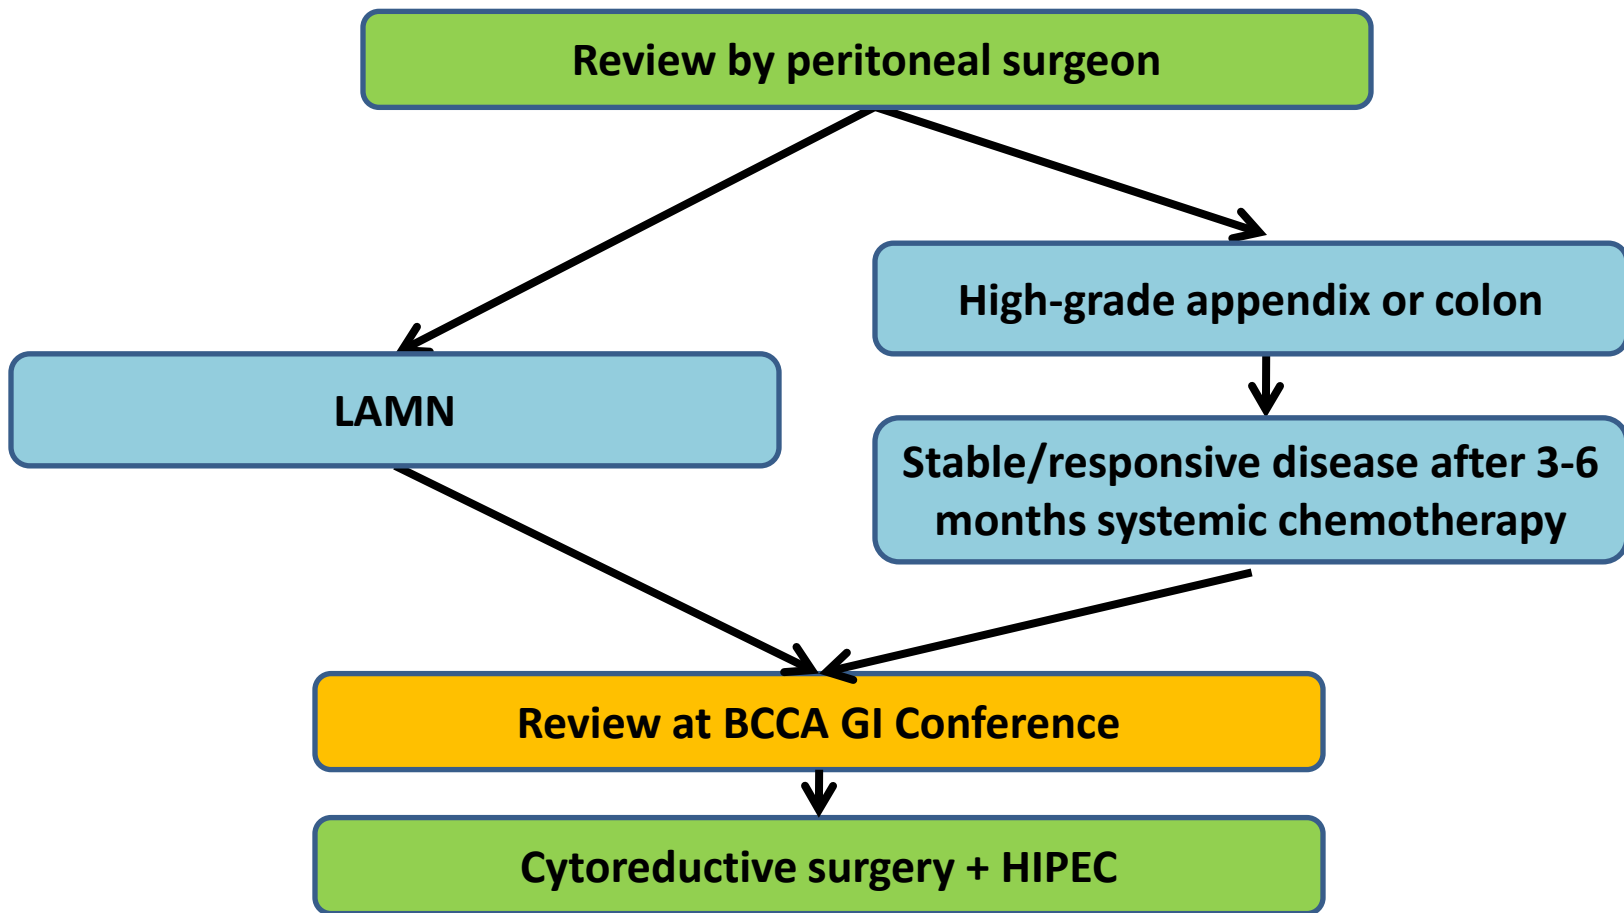 Review by peritoneal surgeon
High-grade appendix or colon
LAMN
Stable/responsive disease after 3-6
months systemic chemotherapy
Review at BCCA GI Conference
Cytoreductive surgery + HIPEC